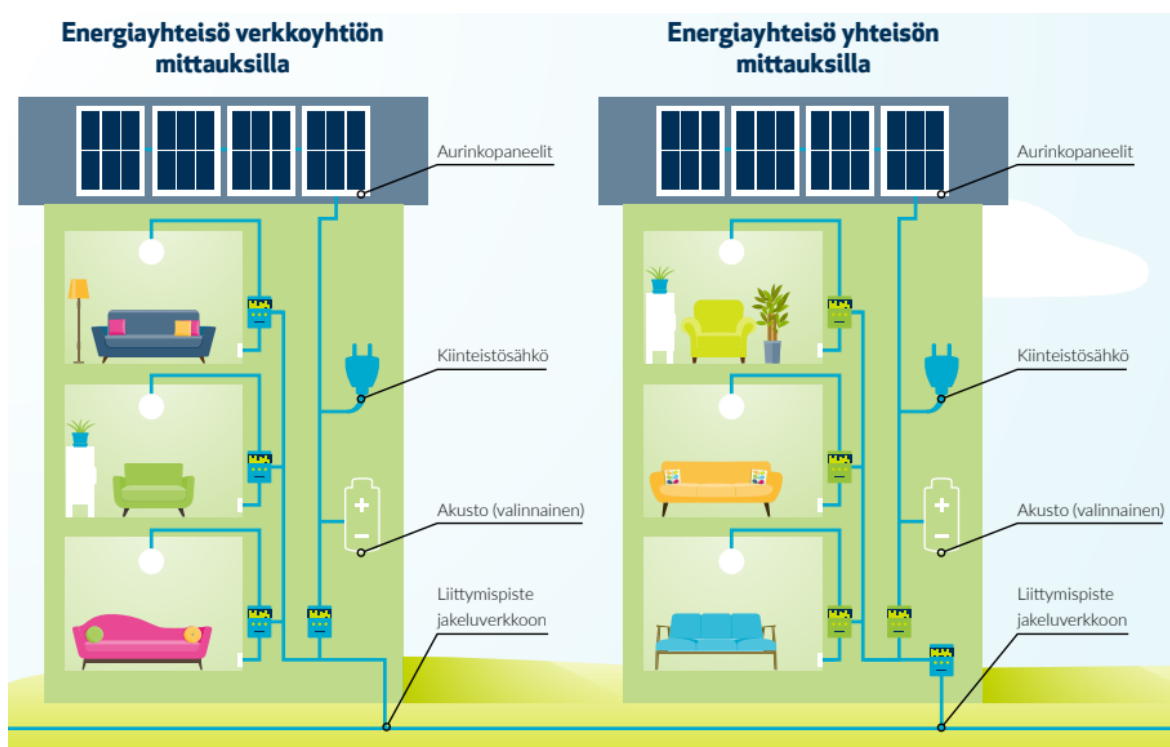 Energiayhteisö verkkoyhtiön
mittauksilla
Aurinkopaneelit
Kiinteistösähkö
Akusto (valinnainen)
Liittymispiste
jakeluverkkoon
Energiayhteisö yhteisön
mittauksilla
Aurinkopaneelit
Kiinteistösähkö
Akusto (valinnainen)
Liittymispiste
jakeluverkkoon